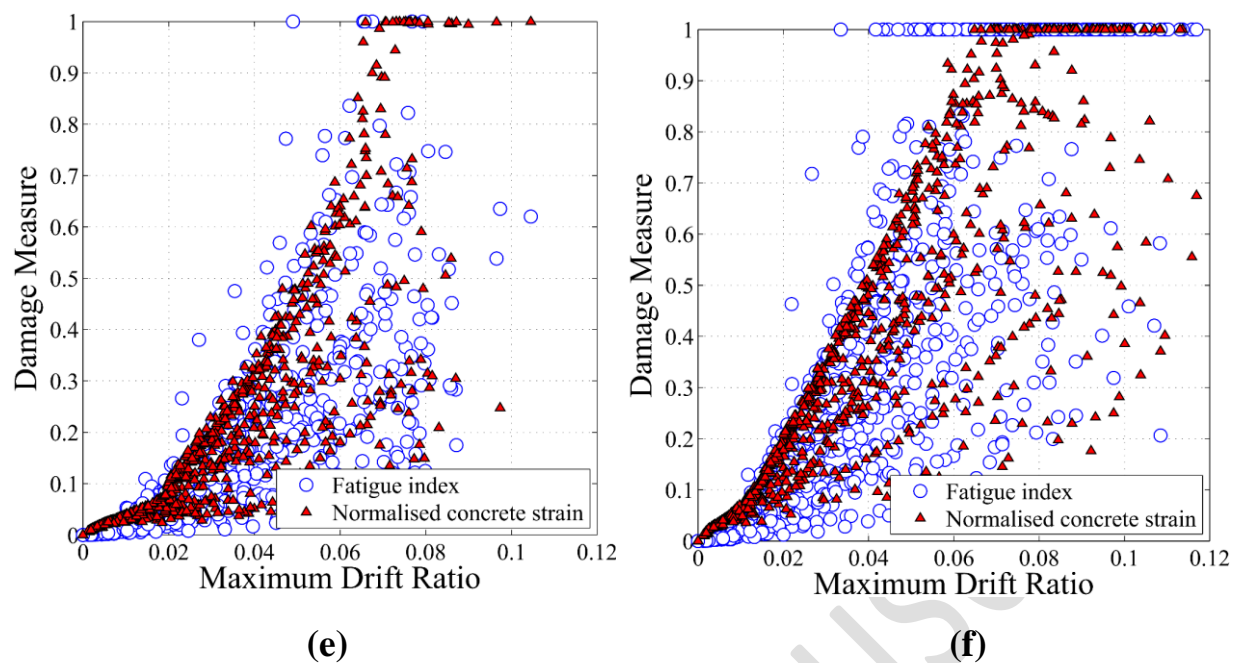 1
0.9
0.8
0.7
0.6
0.5
0.4
0.3
0.2
0.1
0
Damage Measure
Fatigue index
Normalised concrete strain
0 0.02 0.04 0.06 0.08 0.1 0.12
Maximum Drift Ratio
(e)
1
0.9
0.8
0.7
0.6
0.5
0.4
0.3
0.2
0.1
0
Damage Measure
Fatigue index
Normalised concrete strain
0 0.02 0.04 0.06 0.08 0.1 0.12
Maximum Drift Ratio
(f)